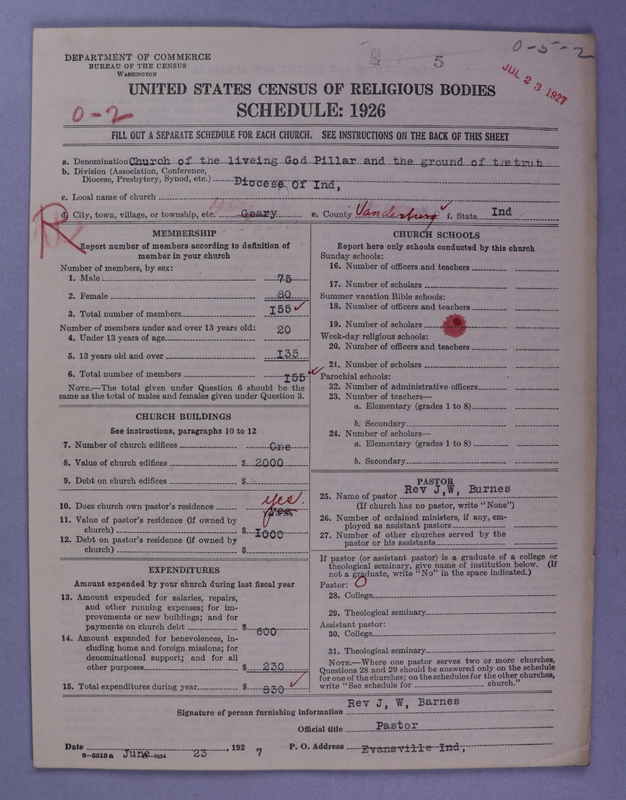 0-5-2
5
JUL 23 1927
DEPARTMENT OF COMMERCE
BUREAU OF THE CENSUS
WASHINGTON
UNITED STATES CENSUS OF RELIGIOUS BODIES
SCHEDULE: 1926
0-2
FILL OUT A SEPARATE SCHEDULE FOR EACH CHURCH. SEE INSTRUCTIONS ON THE BACK OF THIS SHEET
a. Denomination Church of the liveing God Pillar and the ground of
b. Division (Association, Conference,
Diocese, Presbytery, Synod, etc.) Diocese Of Ind,
c. Local name of church
d. City, town, village, or township, etc. Geary e. County Vanderburg f. State Ind
R
MEMBERSHIP
Report number of members according to definition of
member in your church
Number of members, by sex:
1. Male 75
2. Female 80
3. Total number of members 155
Number of members under and over 13 years old:
4. Under 13 years of age 20
5. 13 years old and over 135
6. Total number of members 155
NOTE.—The total given under Question 6 should be the
same as the total of males and females given under Question 3.
CHURCH BUILDINGS
See instructions, paragraphs 10 to 12
7. Number of church edifices One
8. Value of church edifices $ 2000
9. Debt on church edifices $
10. Does church own pastor's residence yes.
11. Value of pastor's residence (if owned by
church) $ 1000
12. Debt on pastor's residence (if owned by
church) $
EXPENDITURES
Amount expended by your church during last fiscal year
13. Amount expended for salaries, repairs,
and other running expenses; for im-
provements or new buildings; and for
payments on church debt $ 600
14. Amount expended for benevolences, in-
cluding home and foreign missions; for
denominational support; and for all
other purposes $ 230
15. Total expenditures during year $ 830
CHURCH SCHOOLS
Report here only schools conducted by this church
Sunday schools:
16. Number of officers and teachers
17. Number of scholars
Summer vacation Bible schools:
18. Number of officers and teachers
19. Number of scholars
Week-day religious schools:
20. Number of officers and teachers
21. Number of scholars
Parochial schools:
22. Number of administrative officers
23. Number of teachers—
a. Elementary (grades 1 to 8)
b. Secondary
24. Number of scholars—
a. Elementary (grades 1 to 8)
b. Secondary
PASTOR
25. Name of pastor Rev J,W, Burnes
(If church has no pastor, write "None")
26. Number of ordained ministers, if any, em-
ployed as assistant pastors
27. Number of other churches served by the
pastor or his assistants
If pastor (or assistant pastor) is a graduate of a college or
theological seminary, give name of institution below. (If
not a graduate, write "No" in the space indicated.)
Pastor: O
28. College
29. Theological seminary
Assistant pastor:
30. College
31. Theological seminary
NOTE.—Where one pastor serves two or more churches,
Questions 28 and 29 should be answered only on the schedule
for one of the churches; on the schedules for the other churches,
write "See schedule for church."
Signature of person furnishing information Rev J, W, Barnes
Official title Pastor
Date June 23, 1927 P. O. Address Evansville Ind,
8-5518a